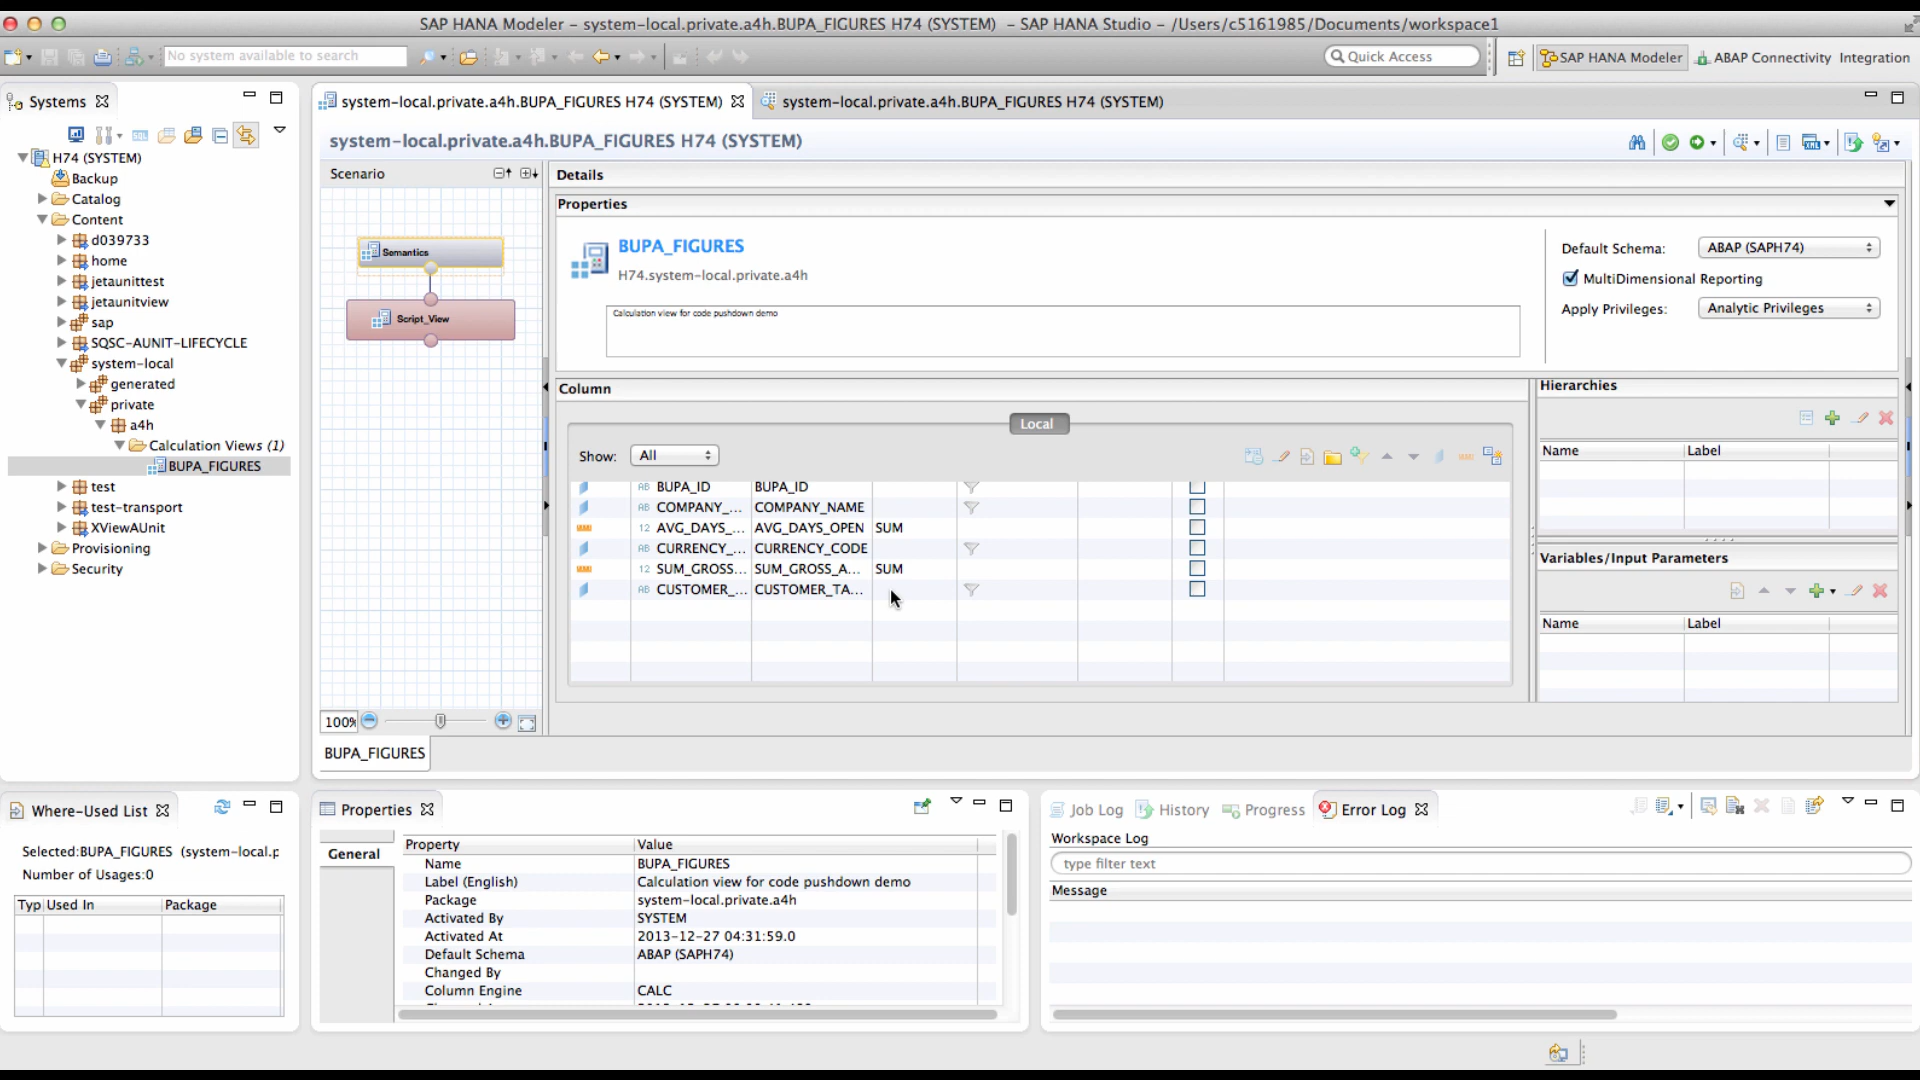 SAP HANA Modeler – system-local.private.a4h.BUPA_FIGURES H74 (SYSTEM) – SAP HANA Studio – /Users/c5161985/Documents/workspace1
No system available to search
Quick Access
SAP HANA Modeler
ABAP Connectivity
Integration
Systems
H74 (SYSTEM)
Backup
Catalog
Content
d039733
home
jetaunittest
jetaunitview
sap
SQSC-AUNIT-LIFECYCLE
system-local
generated
private
a4h
Calculation Views (1)
BUPA_FIGURES
test
test-transport
XViewAUnit
Provisioning
Security
system-local.private.a4h.BUPA_FIGURES H74 (SYSTEM)
system-local.private.a4h.BUPA_FIGURES H74 (SYSTEM)
system-local.private.a4h.BUPA_FIGURES H74 (SYSTEM)
Scenario
Semantics
Script_View
100%
BUPA_FIGURES
Details
Properties
BUPA_FIGURES
H74.system-local.private.a4h
Calculation view for code pushdown demo
Default Schema: ABAP (SAPH74)
MultiDimensional Reporting
Apply Privileges: Analytic Privileges
Column
Local
Show: All
AB BUPA_ID BUPA_ID
AB COMPANY_... COMPANY_NAME
12 AVG_DAYS_... AVG_DAYS_OPEN SUM
AB CURRENCY_... CURRENCY_CODE
12 SUM_GROSS... SUM_GROSS_A... SUM
AB CUSTOMER_... CUSTOMER_TA...
Hierarchies
Name Label
Variables/Input Parameters
Name Label
Where-Used List
Selected:BUPA_FIGURES (system-local.p
Number of Usages:0
Typ Used In Package
Properties
General
Property Value
Name BUPA_FIGURES
Label (English) Calculation view for code pushdown demo
Package system-local.private.a4h
Activated By SYSTEM
Activated At 2013-12-27 04:31:59.0
Default Schema ABAP (SAPH74)
Changed By
Column Engine CALC
Job Log
History
Progress
Error Log
Workspace Log
type filter text
Message